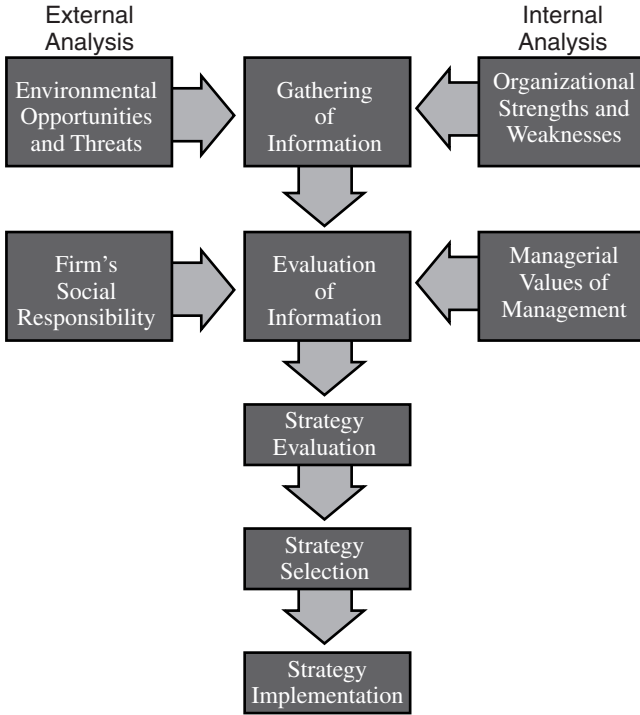 External
Analysis
Internal
Analysis
Environmental
Opportunities
and Threats
Gathering
of
Information
Organizational
Strengths and
Weaknesses
Firm's
Social
Responsibility
Evaluation
of
Information
Managerial
Values of
Management
Strategy
Evaluation
Strategy
Selection
Strategy
Implementation